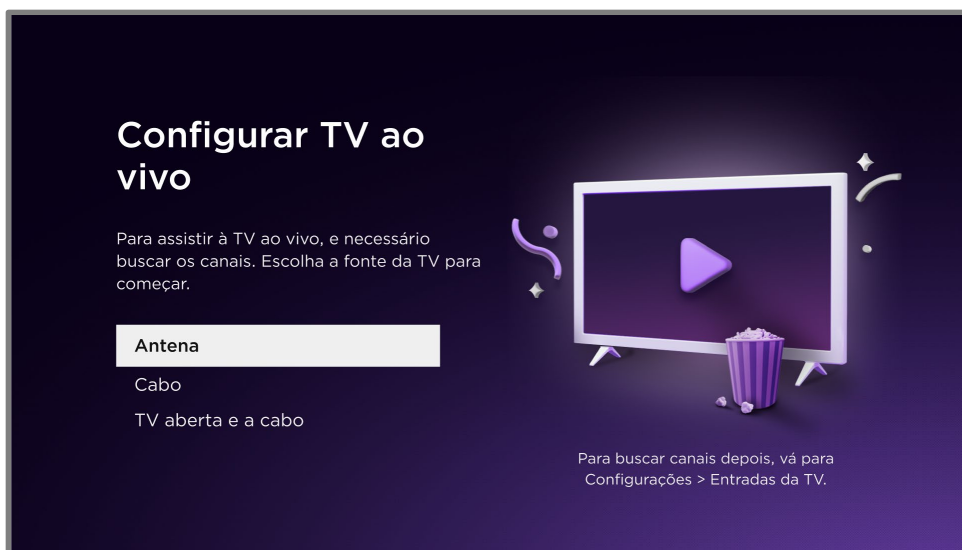 Configurar TV ao
vivo
Para assistir à TV ao vivo, e necessário
buscar os canais. Escolha a fonte da TV para
começar.
Antena
Cabo
TV aberta e a cabo
Para buscar canais depois, vá para
Configurações > Entradas da TV.